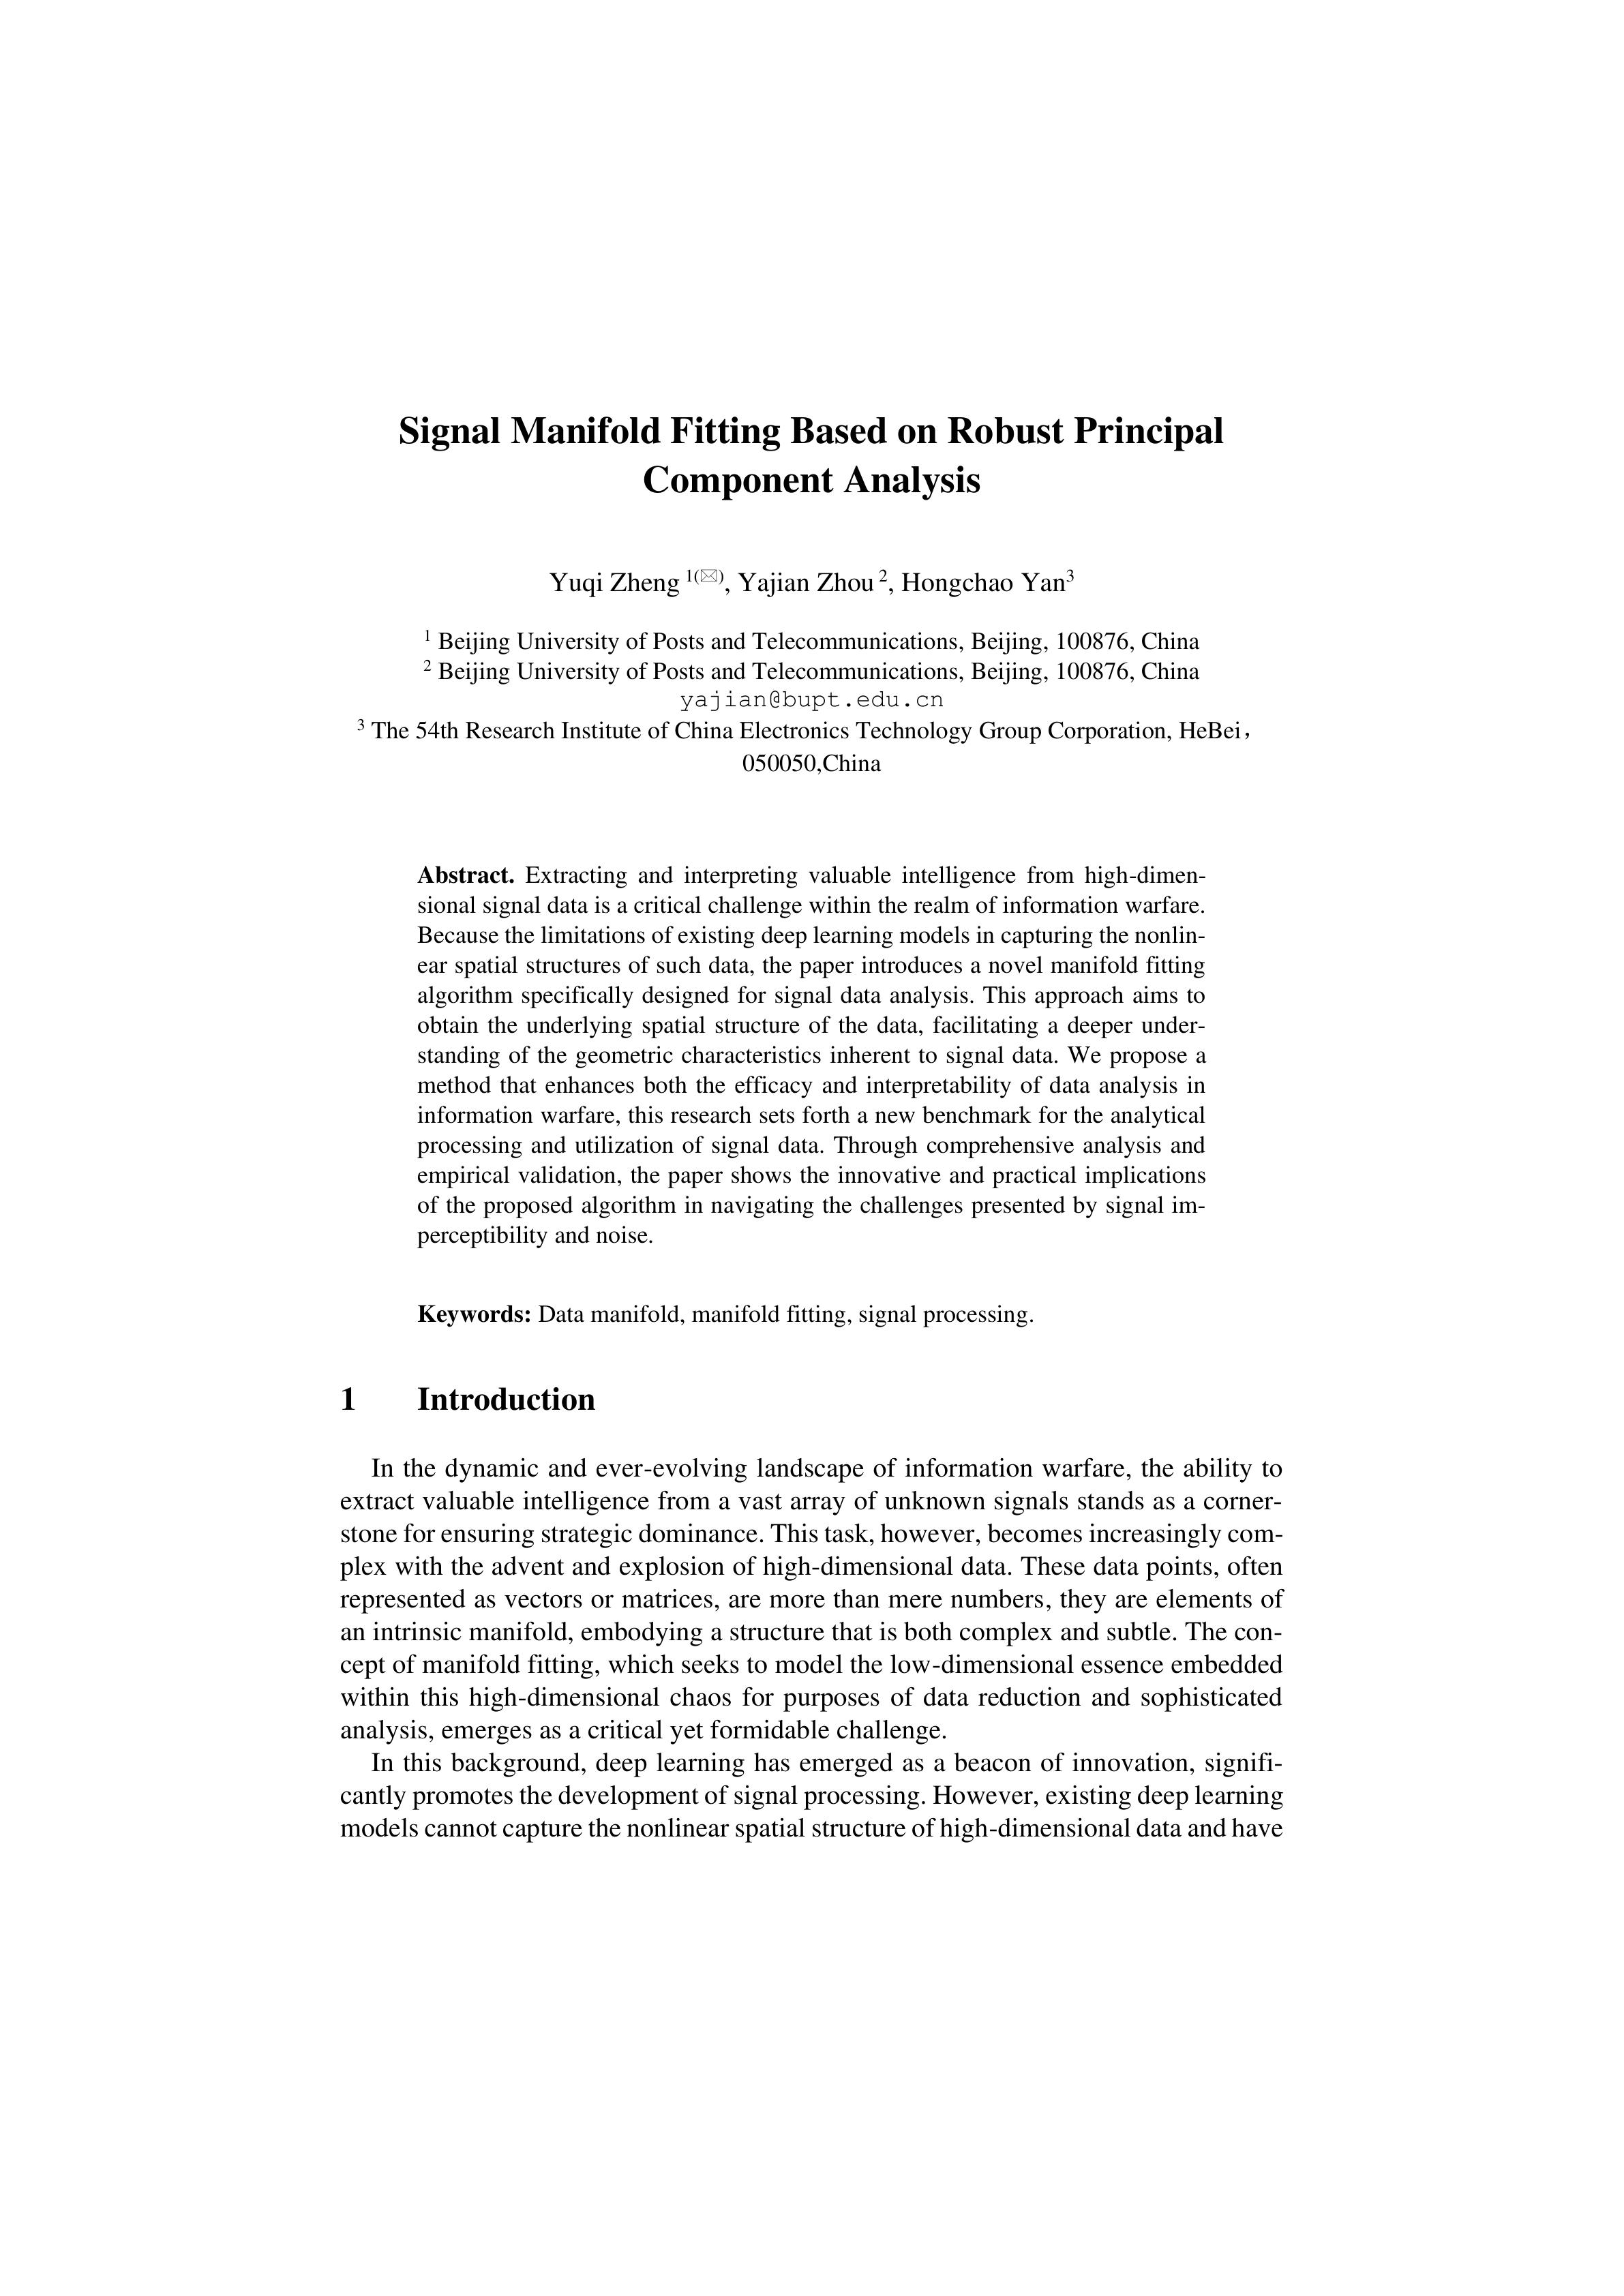 Signal Manifold Fitting Based on Robust Principal
Component Analysis
Yuqi Zheng 1(✉), Yajian Zhou 2, Hongchao Yan3
1 Beijing University of Posts and Telecommunications, Beijing, 100876, China
2 Beijing University of Posts and Telecommunications, Beijing, 100876, China
yajian@bupt.edu.cn
3 The 54th Research Institute of China Electronics Technology Group Corporation, HeBei，
050050,China
Abstract. Extracting and interpreting valuable intelligence from high-dimen-
sional signal data is a critical challenge within the realm of information warfare.
Because the limitations of existing deep learning models in capturing the nonlin-
ear spatial structures of such data, the paper introduces a novel manifold fitting
algorithm specifically designed for signal data analysis. This approach aims to
obtain the underlying spatial structure of the data, facilitating a deeper under-
standing of the geometric characteristics inherent to signal data. We propose a
method that enhances both the efficacy and interpretability of data analysis in
information warfare, this research sets forth a new benchmark for the analytical
processing and utilization of signal data. Through comprehensive analysis and
empirical validation, the paper shows the innovative and practical implications
of the proposed algorithm in navigating the challenges presented by signal im-
perceptibility and noise.
Keywords: Data manifold, manifold fitting, signal processing.
1 Introduction
In the dynamic and ever-evolving landscape of information warfare, the ability to
extract valuable intelligence from a vast array of unknown signals stands as a corner-
stone for ensuring strategic dominance. This task, however, becomes increasingly com-
plex with the advent and explosion of high-dimensional data. These data points, often
represented as vectors or matrices, are more than mere numbers, they are elements of
an intrinsic manifold, embodying a structure that is both complex and subtle. The con-
cept of manifold fitting, which seeks to model the low-dimensional essence embedded
within this high-dimensional chaos for purposes of data reduction and sophisticated
analysis, emerges as a critical yet formidable challenge.
In this background, deep learning has emerged as a beacon of innovation, signifi-
cantly promotes the development of signal processing. However, existing deep learning
models cannot capture the nonlinear spatial structure of high-dimensional data and have